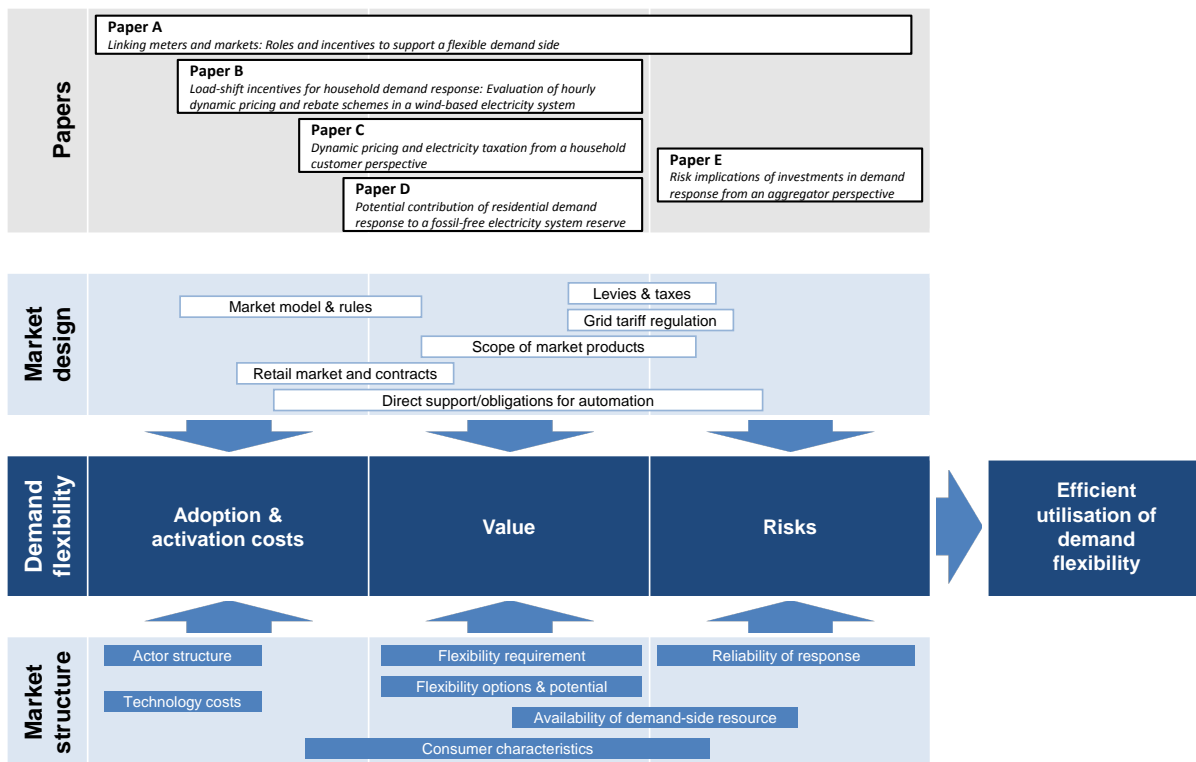 Papers
Paper A
Linking meters and markets: Roles and incentives to support a flexible demand side
Paper B
Load-shift incentives for household demand response: Evaluation of hourly
dynamic pricing and rebate schemes in a wind-based electricity system
Paper C
Dynamic pricing and electricity taxation from a household
customer perspective
Paper D
Potential contribution of residential demand
response to a fossil-free electricity system reserve
Paper E
Risk implications of investments in demand
response from an aggregator perspective
Market
design
Market model & rules
Levies & taxes
Grid tariff regulation
Scope of market products
Retail market and contracts
Direct support/obligations for automation
Demand
flexibility
Adoption &
activation costs
Value
Risks
Efficient
utilisation of
demand
flexibility
Market
structure
Actor structure
Flexibility requirement
Reliability of response
Flexibility options & potential
Technology costs
Availability of demand-side resource
Consumer characteristics